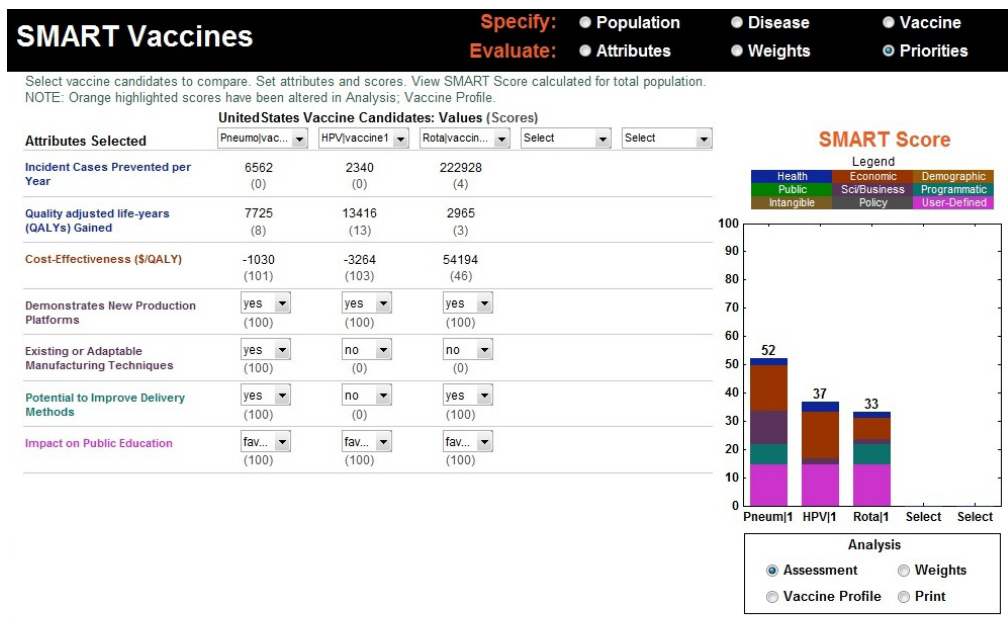 SMART Vaccines
Specify: Population Disease Vaccine
Evaluate: Attributes Weights Priorities
Select vaccine candidates to compare. Set attributes and scores. View SMART Score calculated for total population.
NOTE: Orange highlighted scores have been altered in Analysis; Vaccine Profile.
United States Vaccine Candidates: Values (Scores)
Attributes Selected Pneumo|vac... HPV|vaccine1 Rota|vaccin... Select Select
Incident Cases Prevented per Year 6562 2340 222928
(0) (0) (4)
Quality adjusted life-years (QALYs) Gained 7725 13416 2965
(8) (13) (3)
Cost-Effectiveness ($/QALY) -1030 -3264 54194
(101) (103) (46)
Demonstrates New Production Platforms yes yes yes
(100) (100) (100)
Existing or Adaptable Manufacturing Techniques yes no no
(100) (0) (0)
Potential to Improve Delivery Methods yes no yes
(100) (0) (100)
Impact on Public Education fav... fav... fav...
(100) (100) (100)
SMART Score
Legend
Health Economic Demographic
Public Sci/Business Programmatic
Intangible Policy User-Defined
100
90
80
70
60
50
40
30
20
10
0
52
37
33
Pneum|1 HPV|1 Rota|1 Select Select
Analysis
Assessment Weights
Vaccine Profile Print